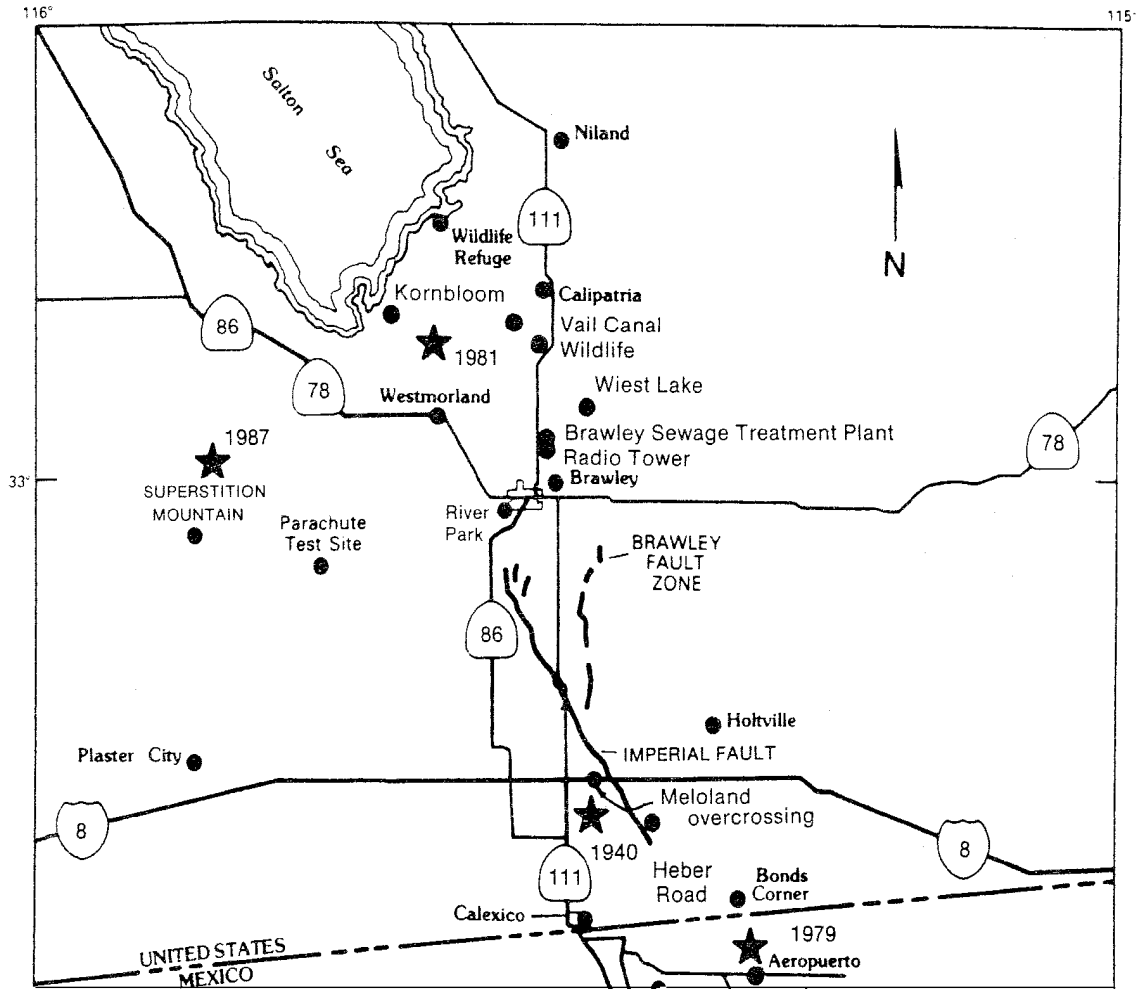 116°
115°
Salton
Sea
Niland
111
N
Wildlife
Refuge
Calipatria
Kornbloom
Vail Canal
Wildlife
86
1981
78
Wiest Lake
Westmorland
1987
Brawley Sewage Treatment Plant
Radio Tower
78
33°
Brawley
SUPERSTITION
MOUNTAIN
River
Park
Parachute
Test Site
BRAWLEY
FAULT
ZONE
86
Holtville
Plaster City
IMPERIAL FAULT
Meloland
overcrossing
8
1940
8
Heber
Road
111
Bonds
Corner
Calexico
1979
UNITED STATES
MEXICO
Aeropuerto